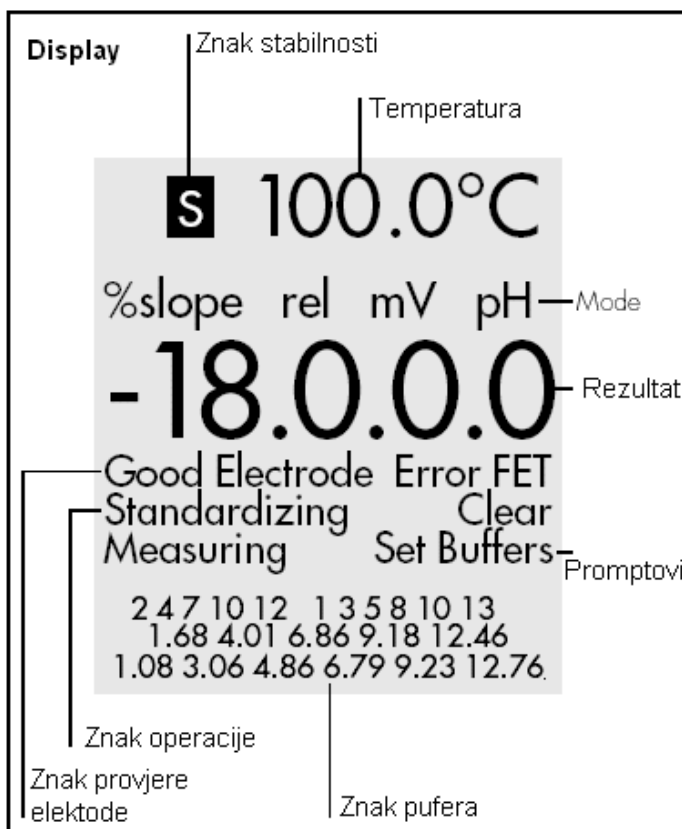 Display
Znak stabilnosti
Temperatura
S 100.0°C
%slope rel mV pH
Mode
-18.0.0.0
Rezultat
Good Electrode Error FET
Standardizing Clear
Measuring Set Buffers
Promptovi
2 4 7 10 12 1 3 5 8 10 13
1.68 4.01 6.86 9.18 12.46
1.08 3.06 4.86 6.79 9.23 12.76.
Znak operacije
Znak provjere
elektode
Znak pufera